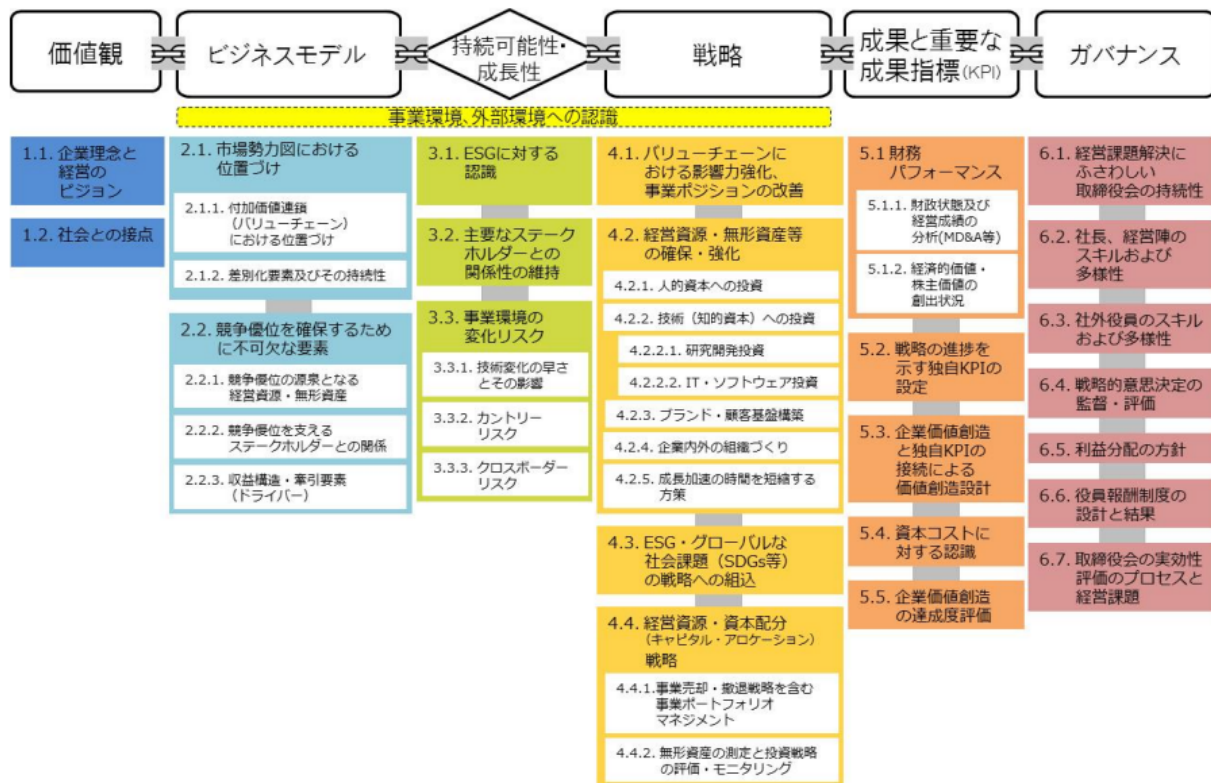 価値観
ビジネスモデル
持続可能性・
成長性
戦略
成果と重要な
成果指標(KPI)
ガバナンス
事業環境、外部環境への認識
1.1. 企業理念と
経営の
ビジョン
1.2. 社会との接点
2.1. 市場勢力図における
位置づけ
2.1.1. 付加価値連鎖
(バリューチェーン)
における位置づけ
2.1.2. 差別化要素及びその持続性
2.2. 競争優位を確保するため
に不可欠な要素
2.2.1. 競争優位の源泉となる
経営資源・無形資産
2.2.2. 競争優位を支える
ステークホルダーとの関係
2.2.3. 収益構造・牽引要素
(ドライバー)
3.1. ESGに対する
認識
3.2. 主要なステーク
ホルダーとの
関係性の維持
3.3. 事業環境の
変化リスク
3.3.1. 技術変化の早さ
とその影響
3.3.2. カントリー
リスク
3.3.3. クロスボーダー
リスク
4.1. バリューチェーンに
おける影響力強化、
事業ポジションの改善
4.2. 経営資源・無形資産等
の確保・強化
4.2.1. 人的資本への投資
4.2.2. 技術（知的資本）への投資
4.2.2.1. 研究開発投資
4.2.2.2. IT・ソフトウェア投資
4.2.3. ブランド・顧客基盤構築
4.2.4. 企業内外の組織づくり
4.2.5. 成長加速の時間を短縮する
方策
4.3. ESG・グローバルな
社会課題（SDGs等）
の戦略への組込
4.4. 経営資源・資本配分
(キャピタル・アロケーション)
戦略
4.4.1.事業売却・撤退戦略を含む
事業ポートフォリオ
マネジメント
4.4.2. 無形資産の測定と投資戦略
の評価・モニタリング
5.1 財務
パフォーマンス
5.1.1. 財政状態及び
経営成績の
分析(MD&A等)
5.1.2. 経済的価値・
株主価値の
創出状況
5.2. 戦略の進捗を
示す独自KPIの
設定
5.3. 企業価値創造
と独自KPIの
接続による
価値創造設計
5.4. 資本コストに
対する認識
5.5. 企業価値創造
の達成度評価
6.1. 経営課題解決に
ふさわしい
取締役会の持続性
6.2. 社長、経営陣の
スキルおよび
多様性
6.3. 社外役員のスキル
および多様性
6.4. 戦略的意思決定の
監督・評価
6.5. 利益分配の方針
6.6. 役員報酬制度の
設計と結果
6.7. 取締役会の実効性
評価のプロセスと
経営課題